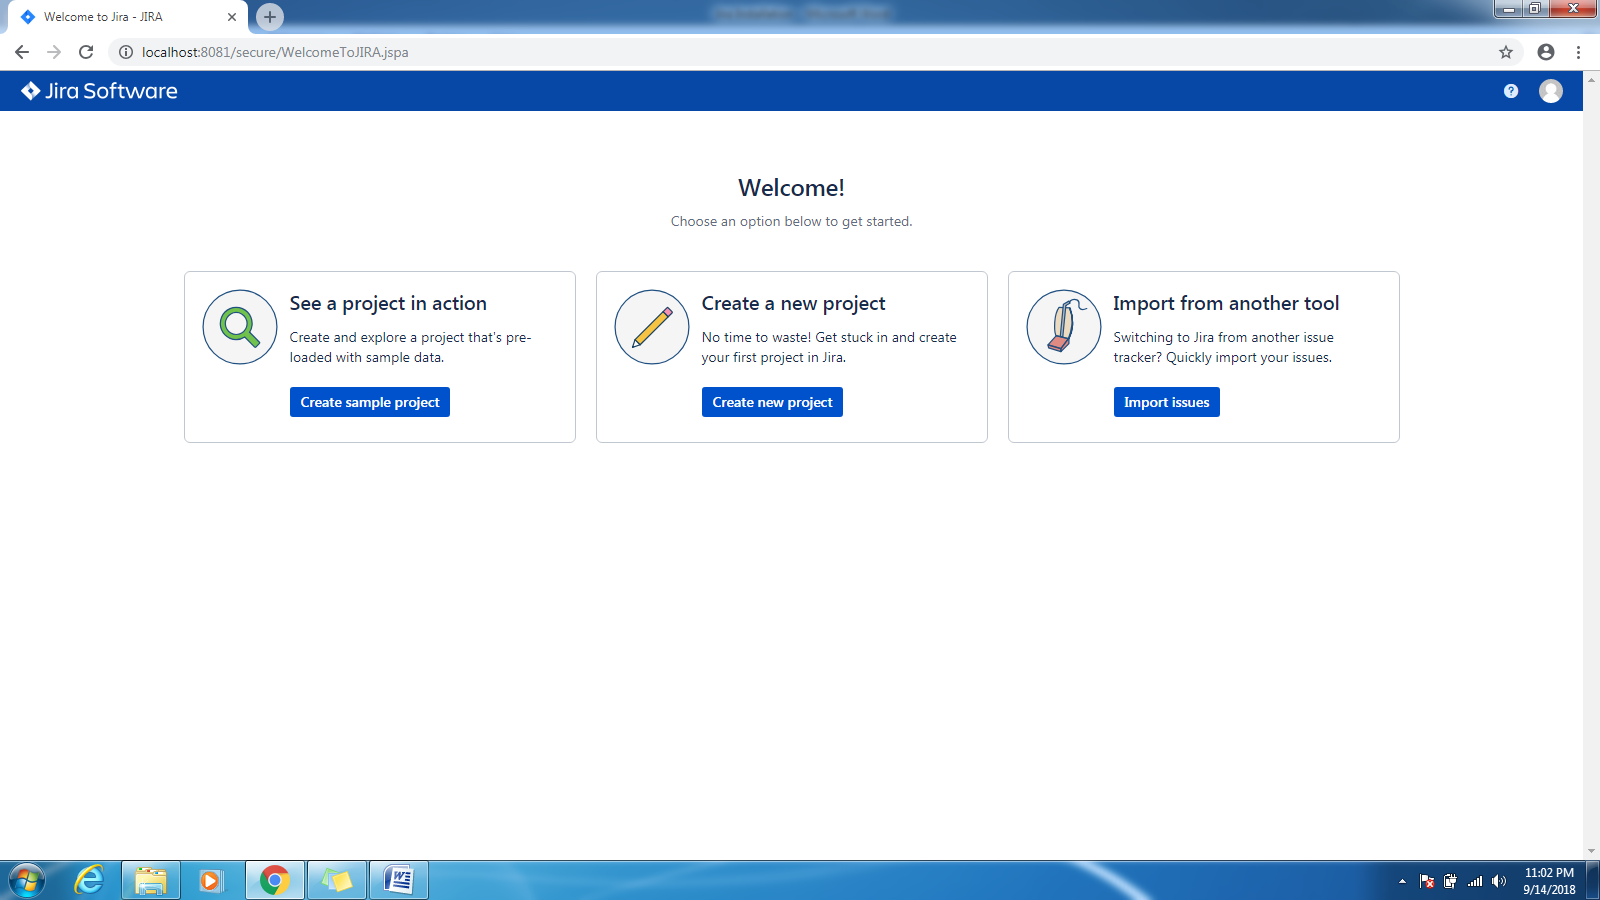 Welcome to Jira - JIRA
localhost:8081/secure/WelcomeToJIRA.jspa
Jira Software
?
Welcome!
Choose an option below to get started.
See a project in action
Create and explore a project that's pre-
loaded with sample data.
Create sample project
Create a new project
No time to waste! Get stuck in and create
your first project in Jira.
Create new project
Import from another tool
Switching to Jira from another issue
tracker? Quickly import your issues.
Import issues
11:02 PM
9/14/2018